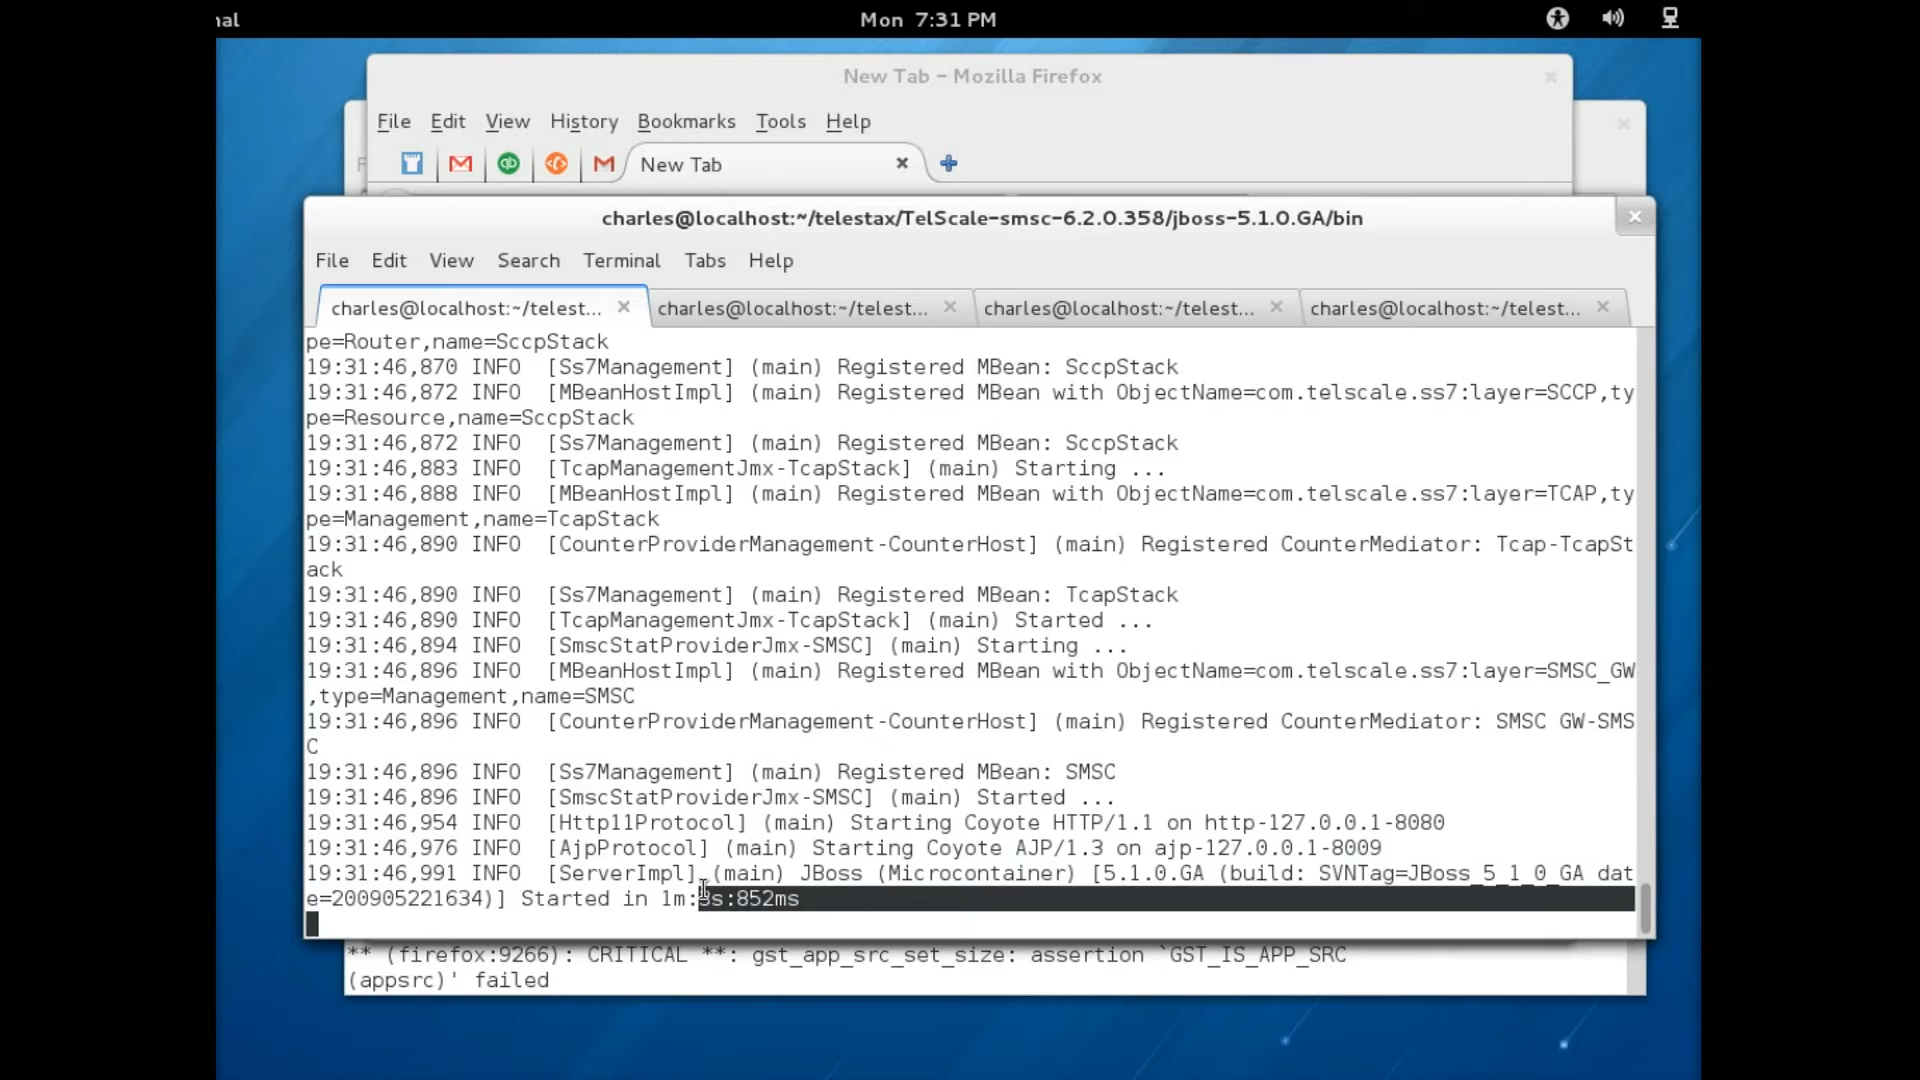 nal
Mon 7:31 PM
New Tab - Mozilla Firefox
File Edit View History Bookmarks Tools Help
New Tab
charles@localhost:~/telestax/TelScale-smsc-6.2.0.358/jboss-5.1.0.GA/bin
File Edit View Search Terminal Tabs Help
charles@localhost:~/telest... charles@localhost:~/telest... charles@localhost:~/telest... charles@localhost:~/telest...
pe=Router,name=SccpStack
19:31:46,870 INFO [Ss7Management] (main) Registered MBean: SccpStack
19:31:46,872 INFO [MBeanHostImpl] (main) Registered MBean with ObjectName=com.telscale.ss7:layer=SCCP,ty
pe=Resource,name=SccpStack
19:31:46,872 INFO [Ss7Management] (main) Registered MBean: SccpStack
19:31:46,883 INFO [TcapManagementJmx-TcapStack] (main) Starting ...
19:31:46,888 INFO [MBeanHostImpl] (main) Registered MBean with ObjectName=com.telscale.ss7:layer=TCAP,ty
pe=Management,name=TcapStack
19:31:46,890 INFO [CounterProviderManagement-CounterHost] (main) Registered CounterMediator: Tcap-TcapSt
ack
19:31:46,890 INFO [Ss7Management] (main) Registered MBean: TcapStack
19:31:46,890 INFO [TcapManagementJmx-TcapStack] (main) Started ...
19:31:46,894 INFO [SmscStatProviderJmx-SMSC] (main) Starting ...
19:31:46,896 INFO [MBeanHostImpl] (main) Registered MBean with ObjectName=com.telscale.ss7:layer=SMSC_GW
,type=Management,name=SMSC
19:31:46,896 INFO [CounterProviderManagement-CounterHost] (main) Registered CounterMediator: SMSC GW-SMS
C
19:31:46,896 INFO [Ss7Management] (main) Registered MBean: SMSC
19:31:46,896 INFO [SmscStatProviderJmx-SMSC] (main) Started ...
19:31:46,954 INFO [Http11Protocol] (main) Starting Coyote HTTP/1.1 on http-127.0.0.1-8080
19:31:46,976 INFO [AjpProtocol] (main) Starting Coyote AJP/1.3 on ajp-127.0.0.1-8009
19:31:46,991 INFO [ServerImpl] (main) JBoss (Microcontainer) [5.1.0.GA (build: SVNTag=JBoss_5_1_0_GA dat
e=200905221634)] Started in 1m:3s:852ms
** (firefox:9266): CRITICAL **: gst_app_src_set_size: assertion `GST_IS_APP_SRC
(appsrc)' failed